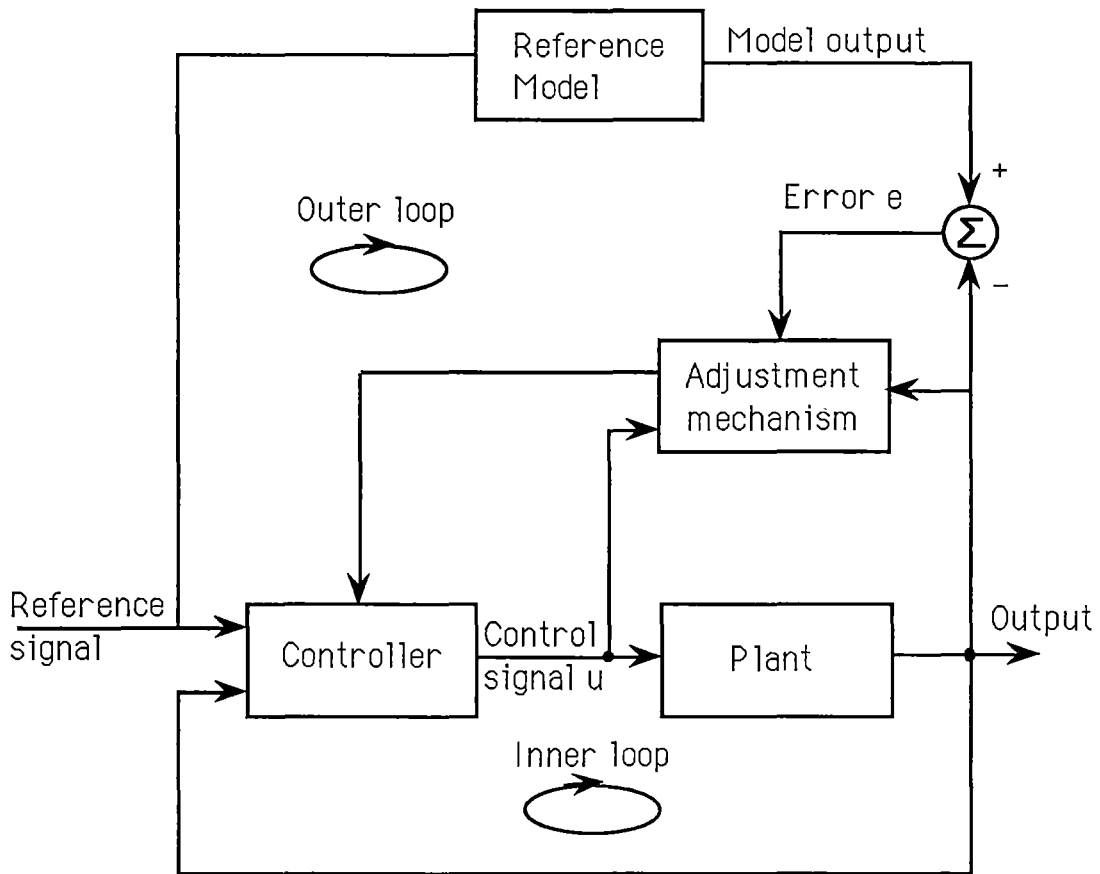 Reference
Model
Model output
+
Error e
Σ
−
Outer loop
Adjustment
mechanism
Reference
signal
Controller
Control
signal u
Plant
Output
Inner loop